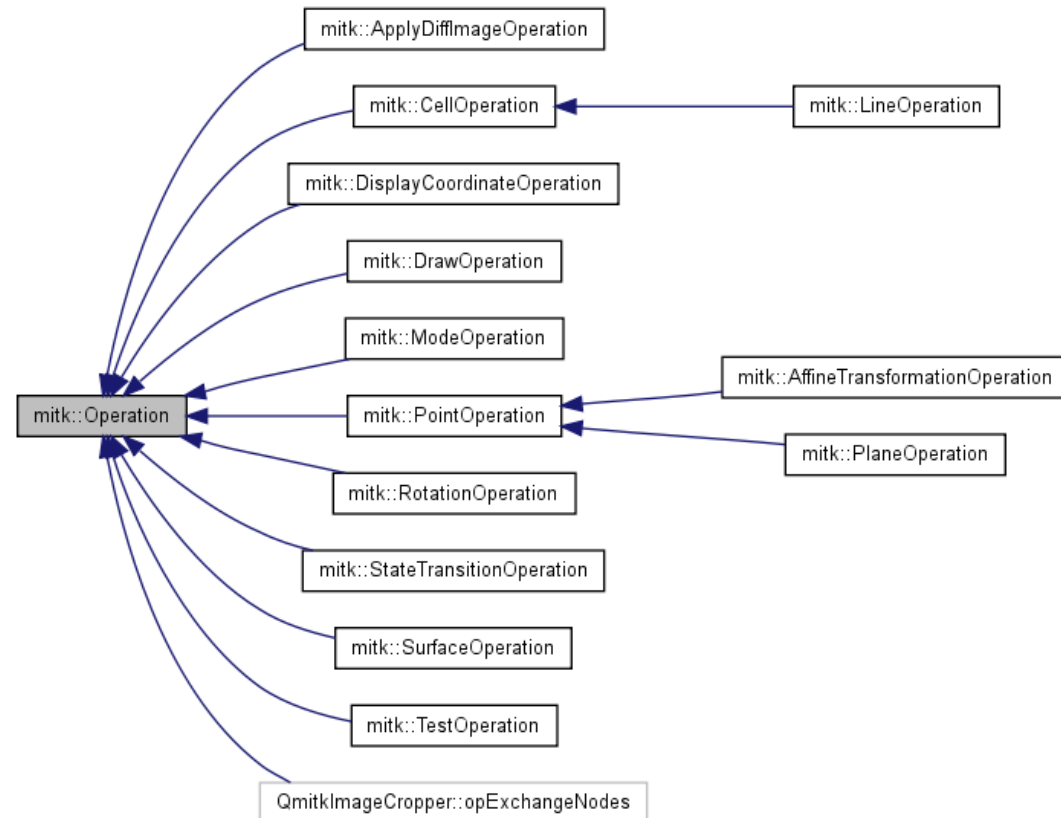 mitk::ApplyDiffImageOperation
mitk::CellOperation
mitk::LineOperation
mitk::DisplayCoordinateOperation
mitk::DrawOperation
mitk::ModeOperation
mitk::AffineTransformationOperation
mitk::Operation
mitk::PointOperation
mitk::PlaneOperation
mitk::RotationOperation
mitk::StateTransitionOperation
mitk::SurfaceOperation
mitk::TestOperation
QmitkImageCropper::opExchangeNodes